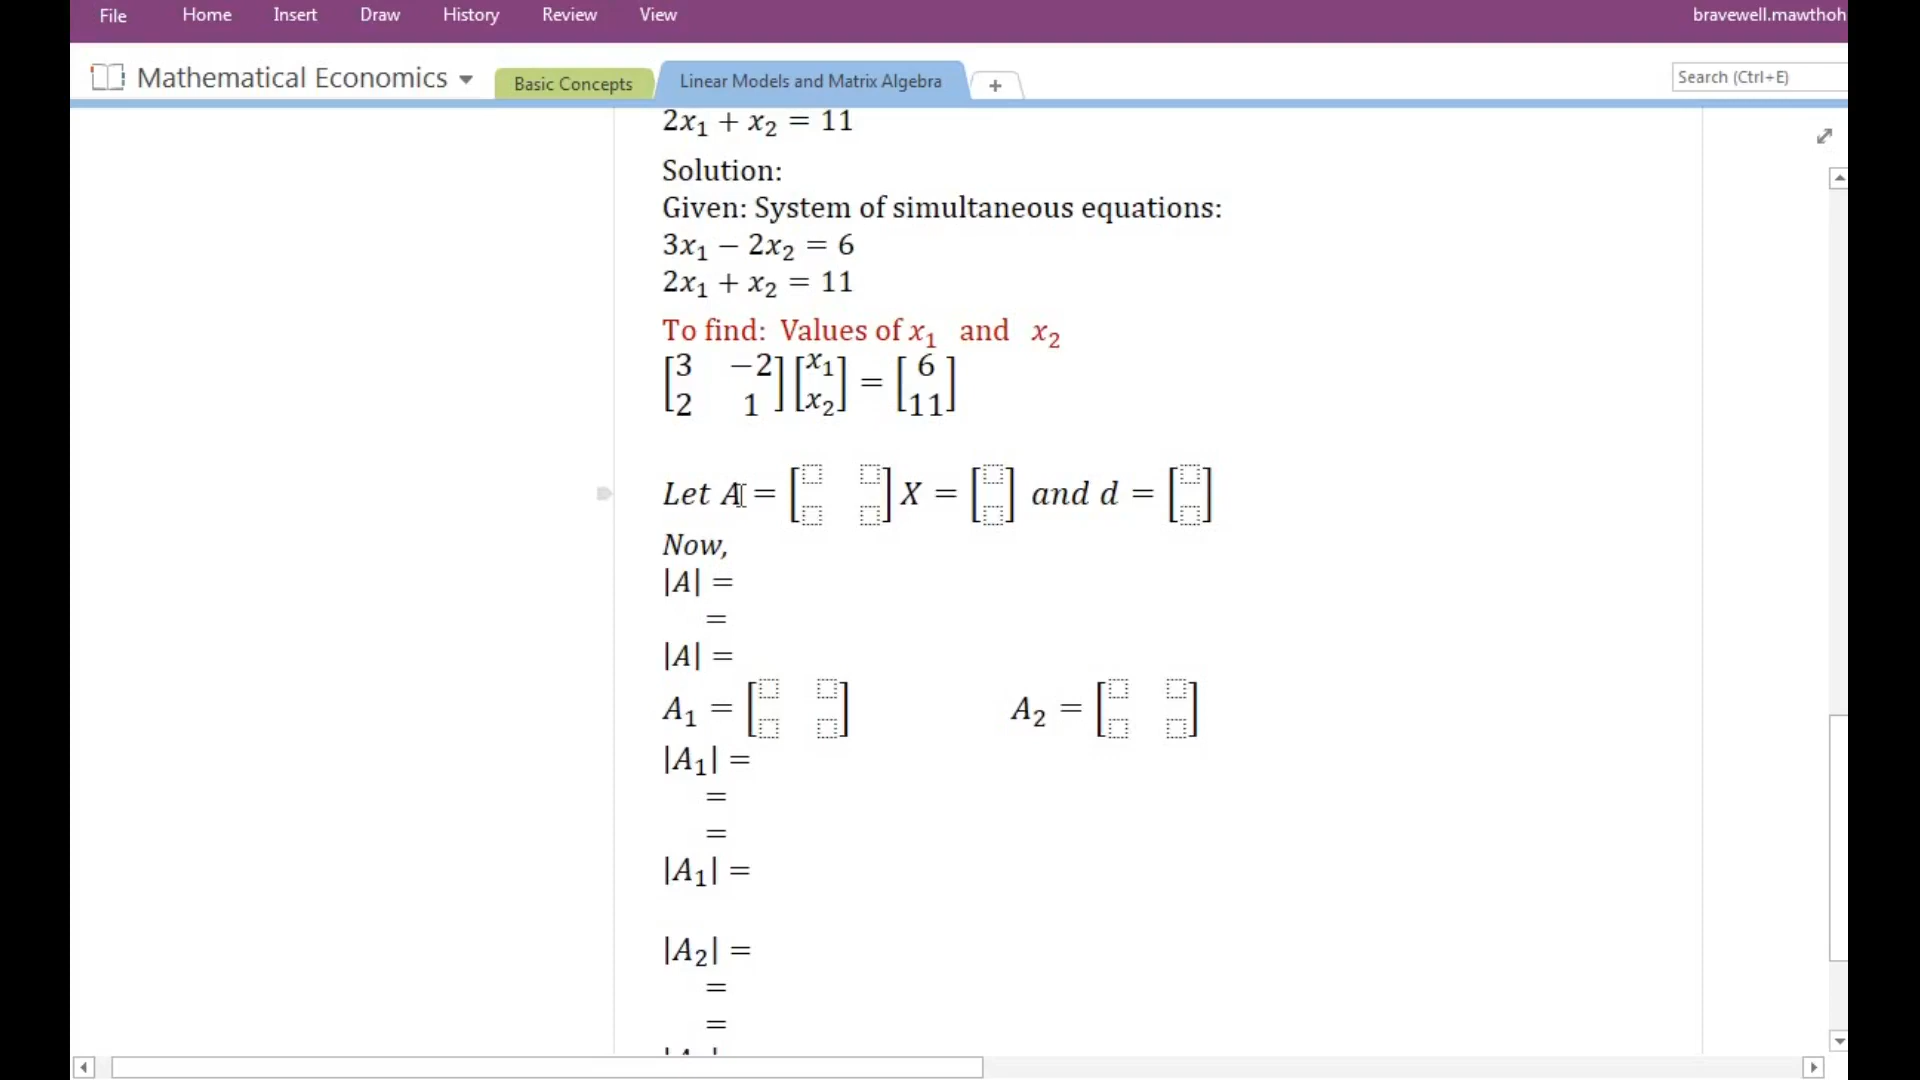 File Home Insert Draw History Review View bravewell.mawthoh
Mathematical Economics Basic Concepts Linear Models and Matrix Algebra + Search (Ctrl+E)
2x₁ + x₂ = 11
Solution:
Given: System of simultaneous equations:
3x₁ − 2x₂ = 6
2x₁ + x₂ = 11
To find: Values of x₁ and x₂
[3 −2; 2 1][x₁; x₂] = [6; 11]
Let A = [ ] X = [ ] and d = [ ]
Now,
|A| =
=
|A| =
A₁ = [ ] A₂ = [ ]
|A₁| =
=
=
|A₁| =
|A₂| =
=
=